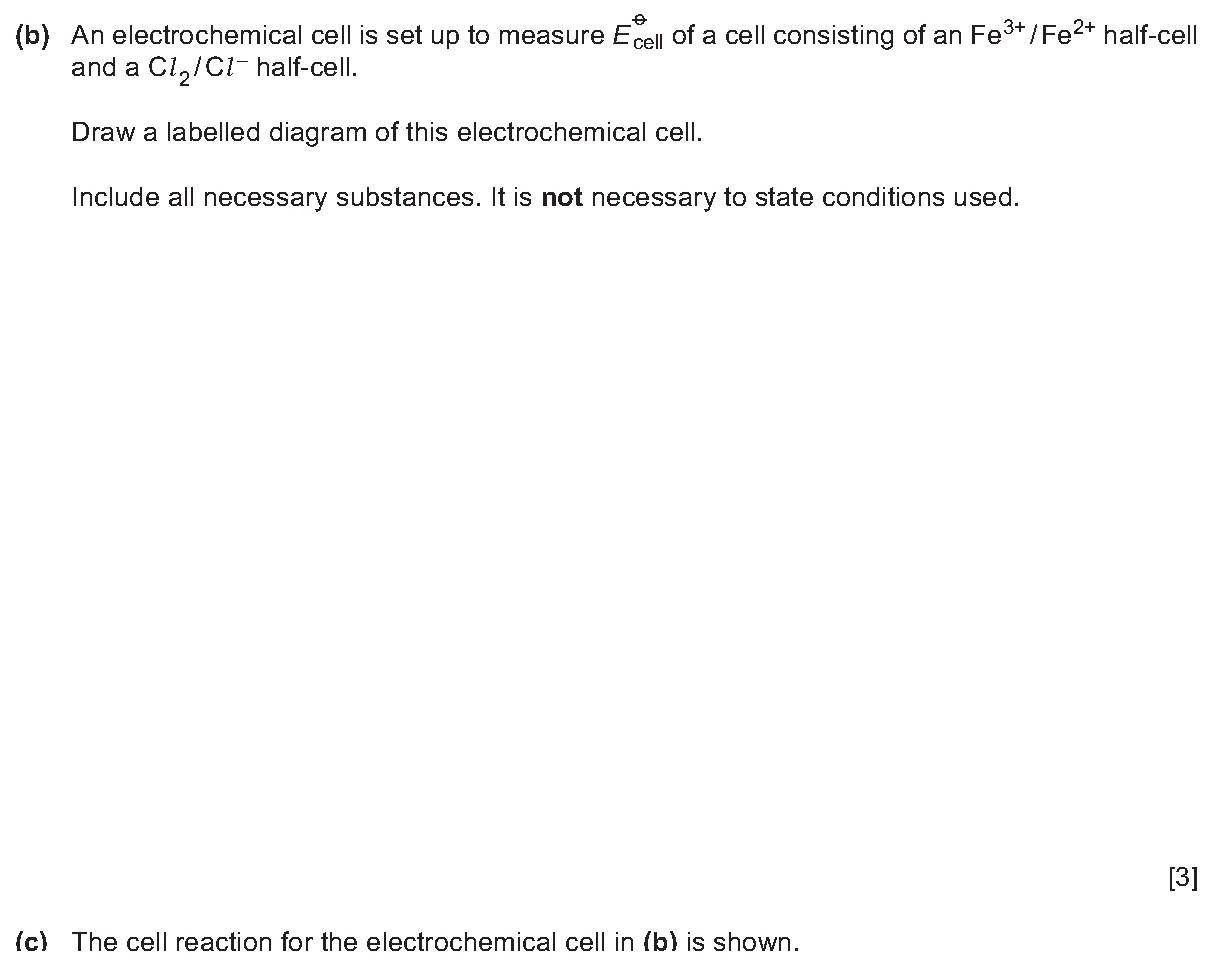 (b) An electrochemical cell is set up to measure E⦵cell of a cell consisting of an Fe³⁺/Fe²⁺ half-cell
and a Cl₂/Cl⁻ half-cell.
Draw a labelled diagram of this electrochemical cell.
Include all necessary substances. It is not necessary to state conditions used.
[3]
(c) The cell reaction for the electrochemical cell in (b) is shown.